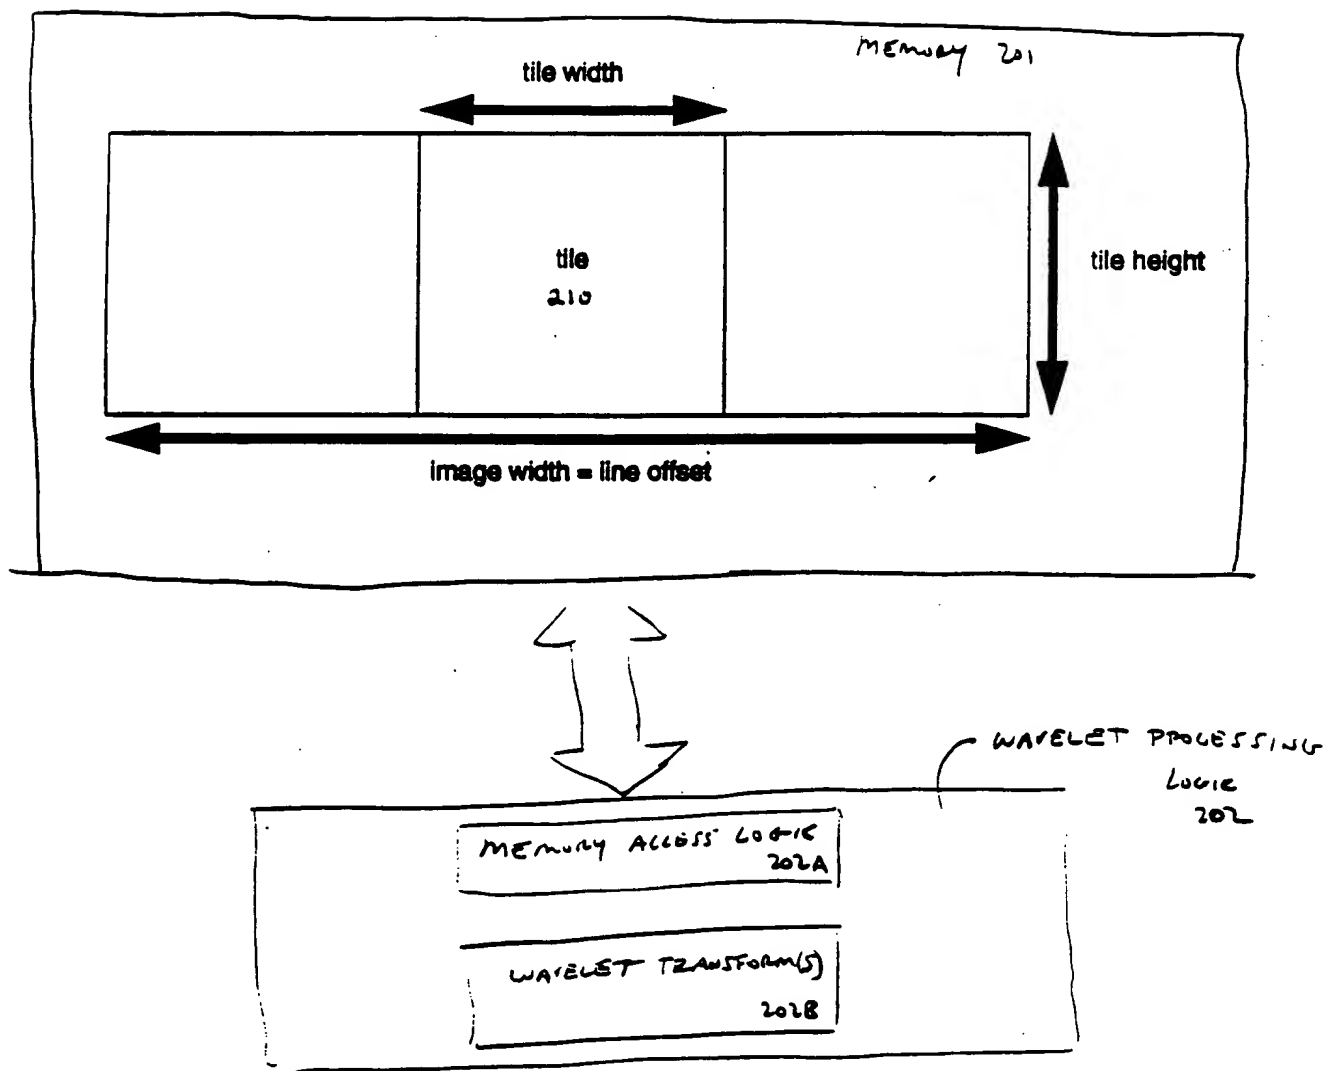 MEMORY 201
tile width
tile
210
tile height
image width = line offset
WAVELET PROCESSING
LOGIC
202
MEMORY ACCESS LOGIC
202A
WAVELET TRANSFORM(S)
202B